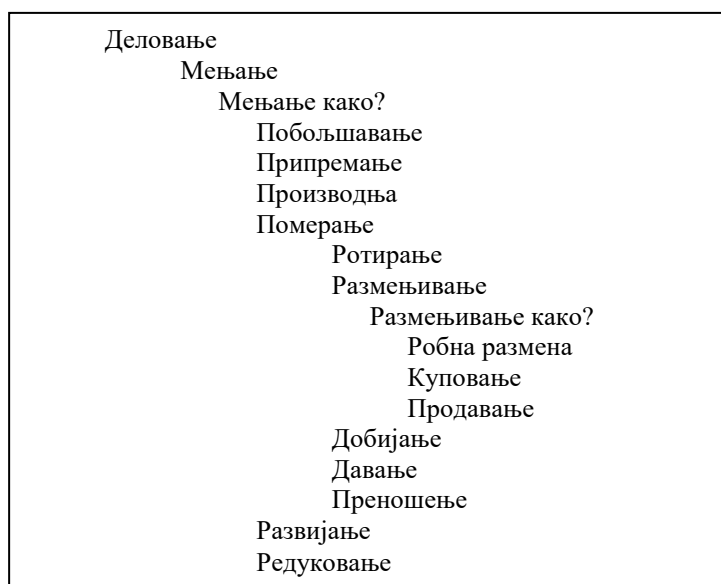 Деловање
Мењање
Мењање како?
Побољшавање
Припремање
Производња
Померање
Ротирање
Размењивање
Размењивање како?
Робна размена
Куповање
Продавање
Добијање
Давање
Преношење
Развијање
Редуковање